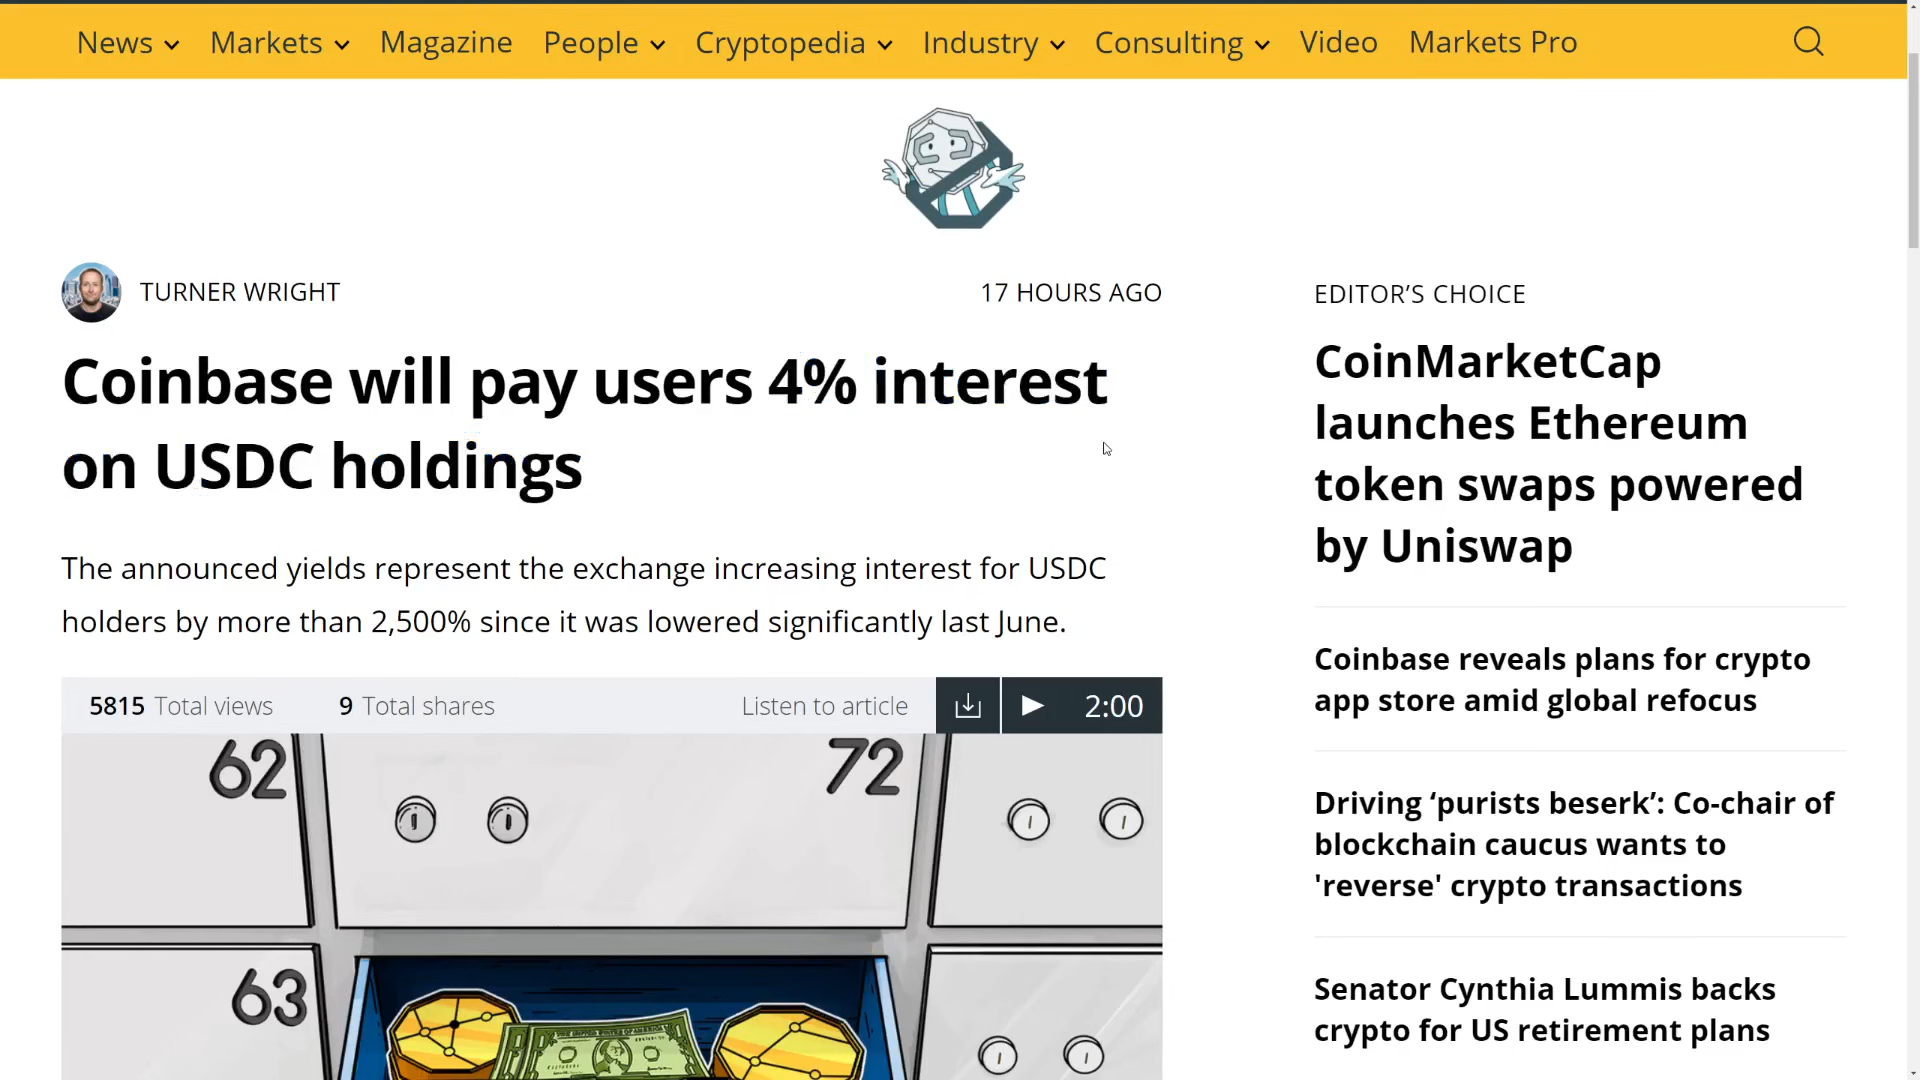 News Markets Magazine People Cryptopedia Industry Consulting Video Markets Pro
TURNER WRIGHT
17 HOURS AGO
Coinbase will pay users 4% interest
on USDC holdings
The announced yields represent the exchange increasing interest for USDC
holders by more than 2,500% since it was lowered significantly last June.
5815 Total views
9 Total shares
Listen to article
2:00
62
72
63
EDITOR’S CHOICE
CoinMarketCap
launches Ethereum
token swaps powered
by Uniswap
Coinbase reveals plans for crypto
app store amid global refocus
Driving ‘purists beserk’: Co-chair of
blockchain caucus wants to
'reverse' crypto transactions
Senator Cynthia Lummis backs
crypto for US retirement plans